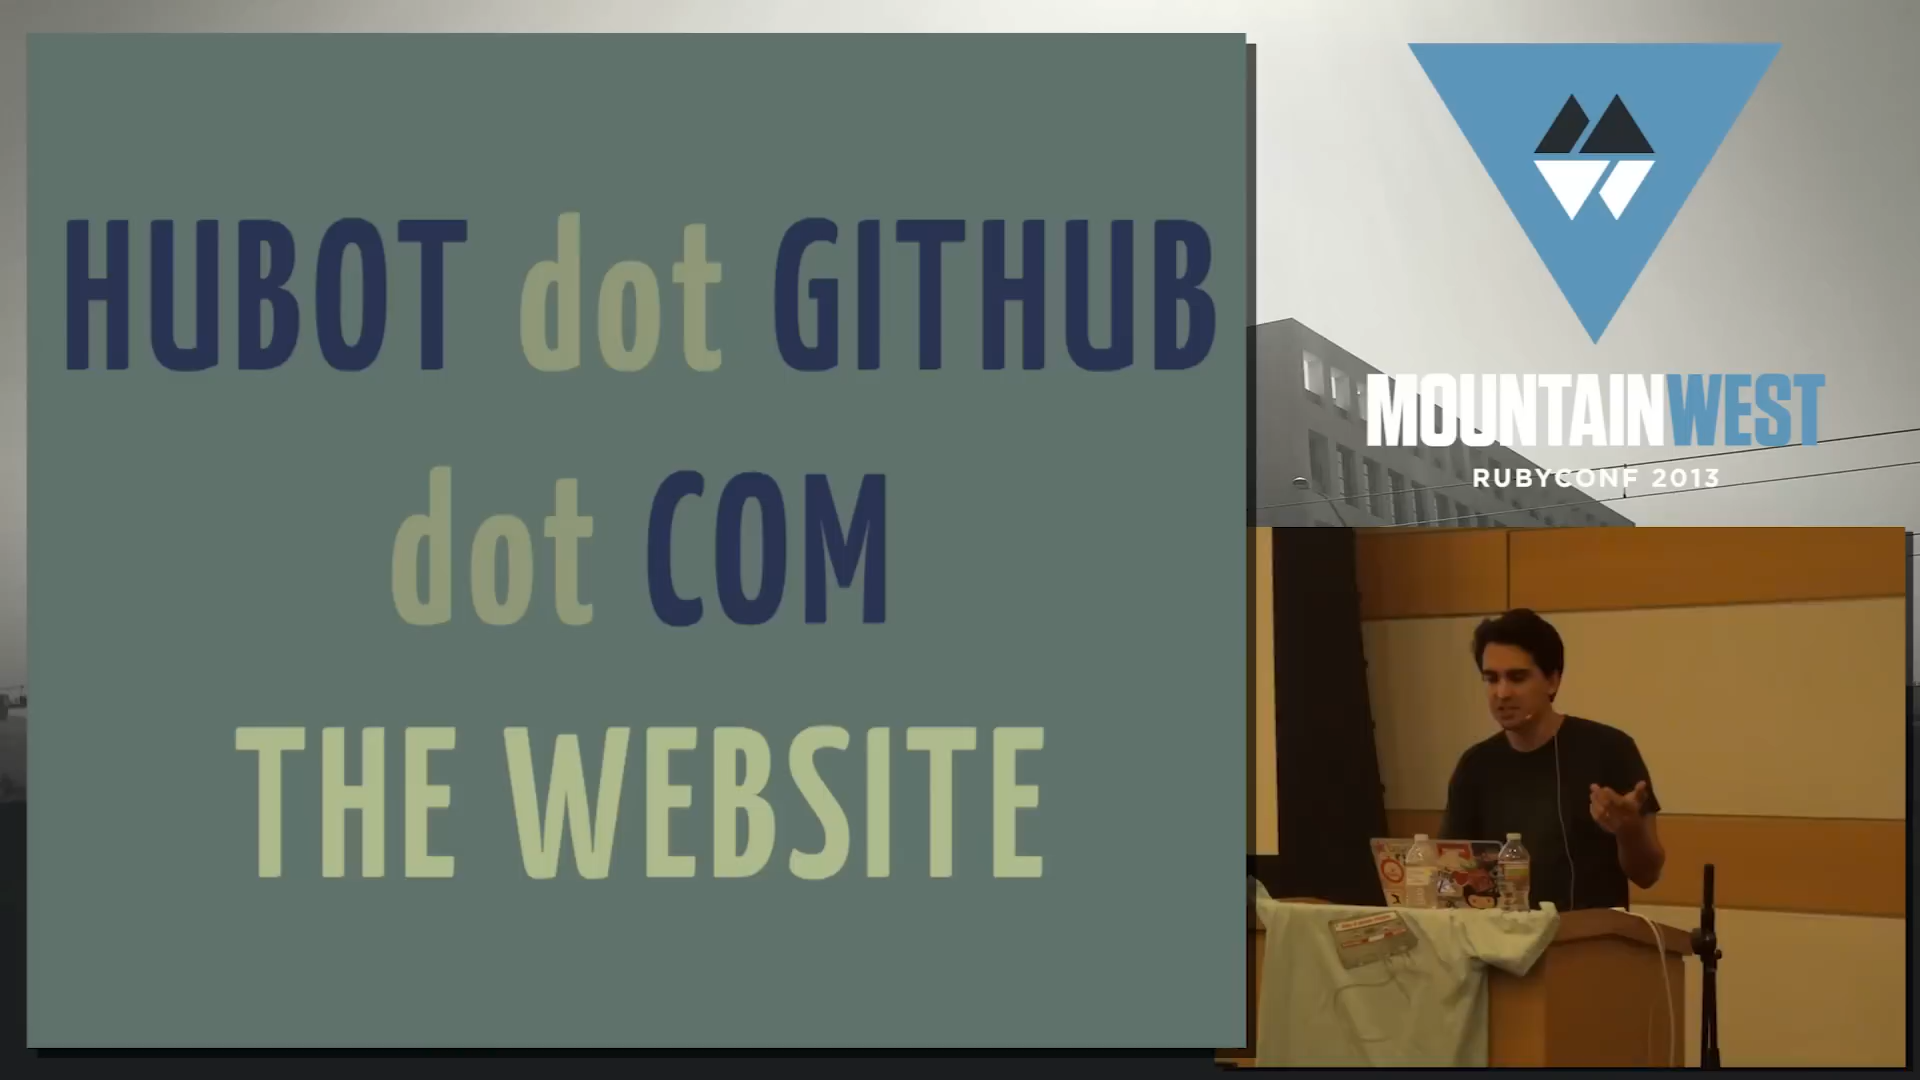 HUBOT dot GITHUB
dot COM
THE WEBSITE
MOUNTAINWEST
RUBYCONF 2013